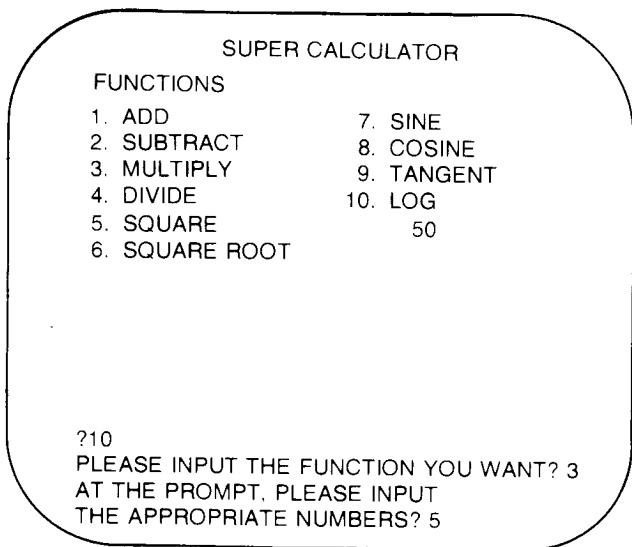 SUPER CALCULATOR
FUNCTIONS
1. ADD
2. SUBTRACT
3. MULTIPLY
4. DIVIDE
5. SQUARE
6. SQUARE ROOT
7. SINE
8. COSINE
9. TANGENT
10. LOG
50
?10
PLEASE INPUT THE FUNCTION YOU WANT? 3
AT THE PROMPT, PLEASE INPUT
THE APPROPRIATE NUMBERS? 5